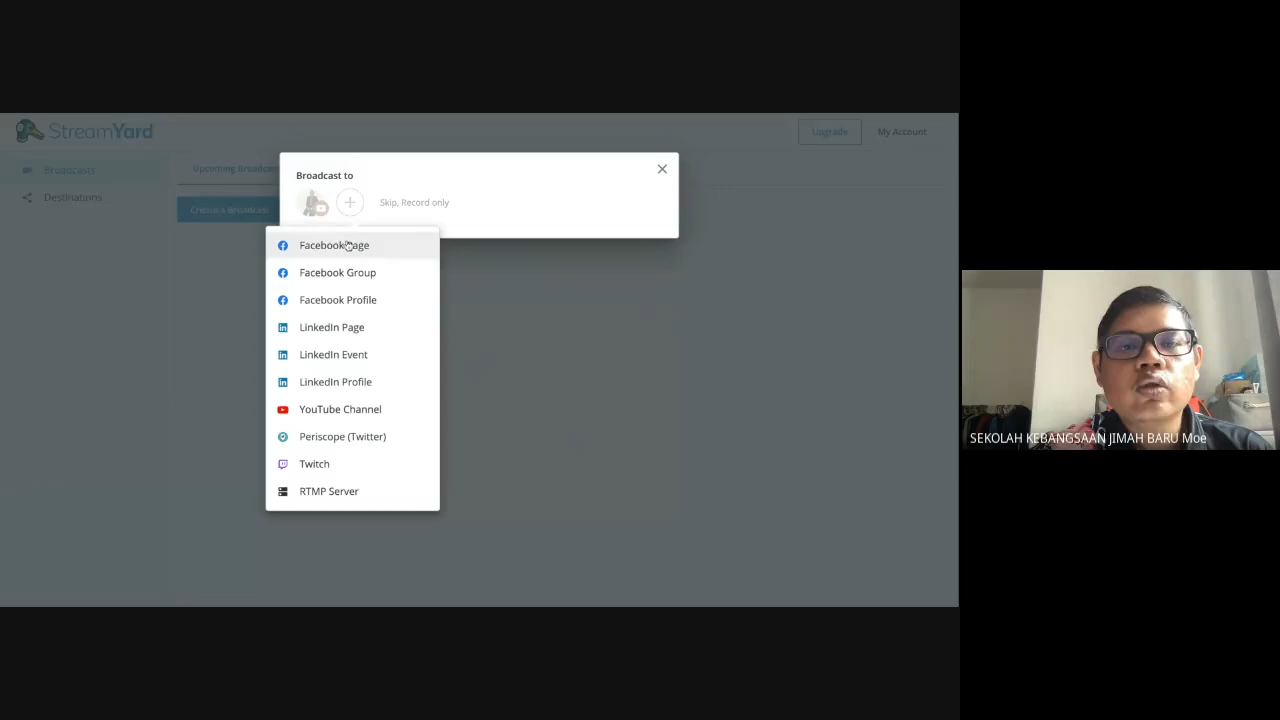 StreamYard
Upgrade
My Account
Broadcasts
Destinations
Upcoming Broadcas
Create a Broadcast
Broadcast to
Skip, Record only
Facebook Page
Facebook Group
Facebook Profile
LinkedIn Page
LinkedIn Event
LinkedIn Profile
YouTube Channel
Periscope (Twitter)
Twitch
RTMP Server
SEKOLAH KEBANGSAAN JIMAH BARU Moe